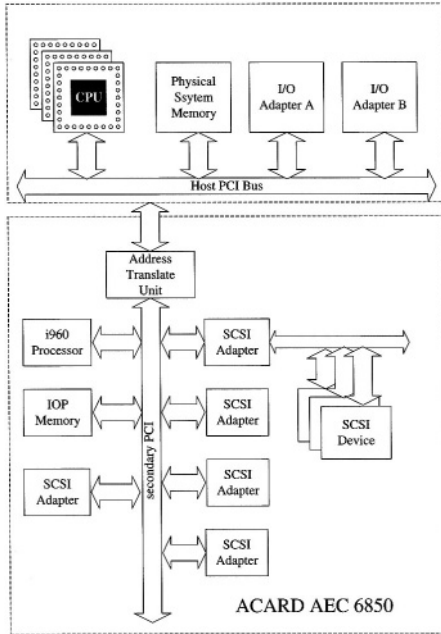 CPU
Physical
Ssytem
Memory
I/O
Adapter A
I/O
Adapter B
Host PCI Bus
Address
Translate
Unit
i960
Processor
SCSI
Adapter
IOP
Memory
SCSI
Adapter
SCSI
Device
SCSI
Adapter
SCSI
Adapter
secondary PCI
SCSI
Adapter
ACARD AEC 6850